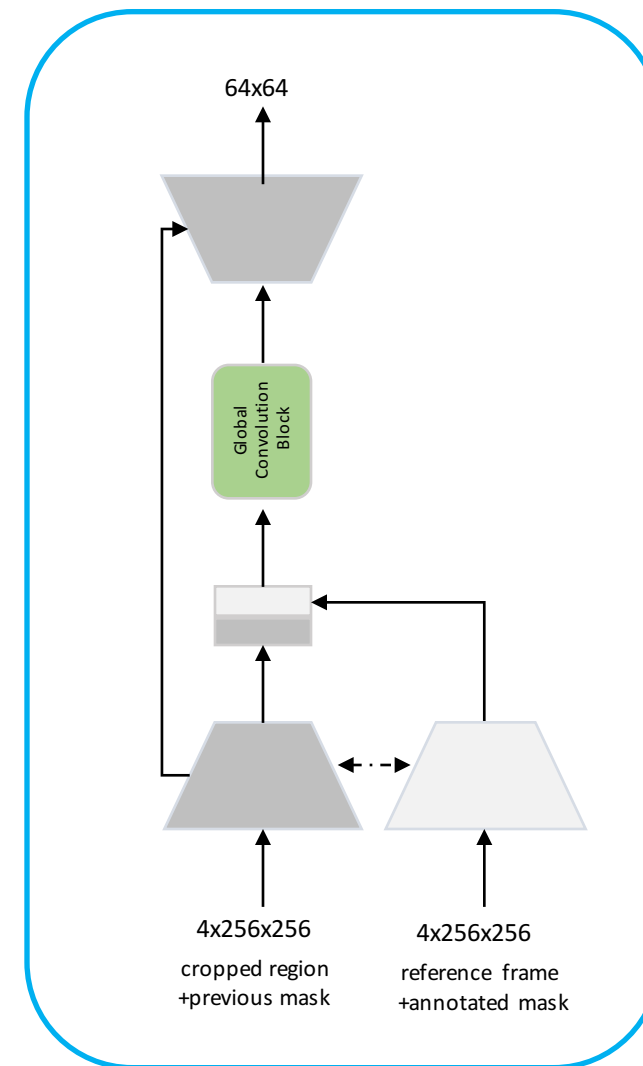 64x64
Global
Convolution
Block
4x256x256
cropped region
+previous mask
4x256x256
reference frame
+annotated mask